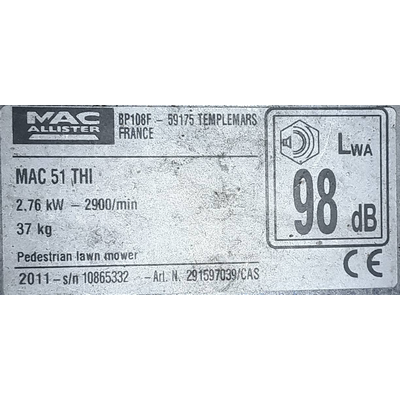 MAC
ALLISTER
BP108F - 59175 TEMPLEMARS
FRANCE
MAC 51 THI
2,76 kW - 2900/min
37 kg
Pedestrian lawn mower
2011 - s/n 10865332 - Art. N. 291597039/CAS
LWA
98 dB
CE